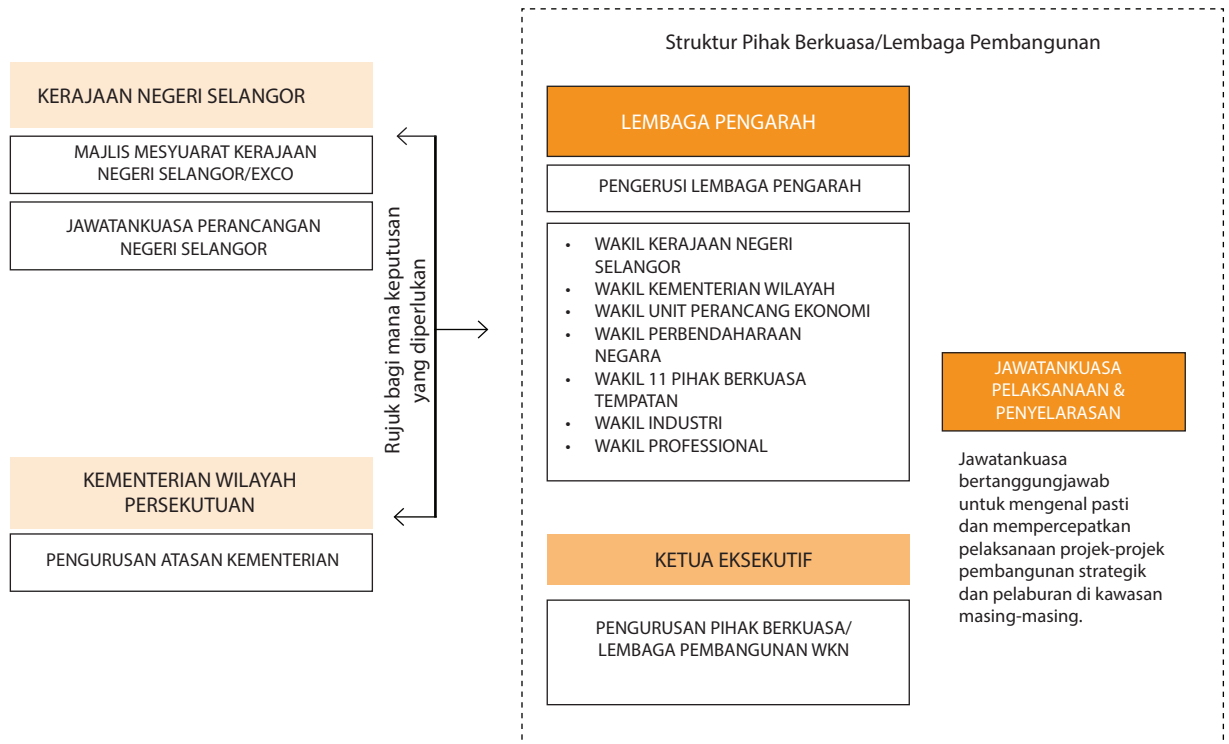 KERAJAAN NEGERI SELANGOR
MAJLIS MESYUARAT KERAJAAN
NEGERI SELANGOR/EXCO
JAWATANKUASA PERANCANGAN
NEGERI SELANGOR
KEMENTERIAN WILAYAH
PERSEKUTUAN
PENGURUSAN ATASAN KEMENTERIAN
Rujuk bagi mana keputusan
yang diperlukan
Struktur Pihak Berkuasa/Lembaga Pembangunan
LEMBAGA PENGARAH
PENGERUSI LEMBAGA PENGARAH
• WAKIL KERAJAAN NEGERI
SELANGOR
• WAKIL KEMENTERIAN WILAYAH
• WAKIL UNIT PERANCANG EKONOMI
• WAKIL PERBENDAHARAAN
NEGARA
• WAKIL 11 PIHAK BERKUASA
TEMPATAN
• WAKIL INDUSTRI
• WAKIL PROFESSIONAL
KETUA EKSEKUTIF
PENGURUSAN PIHAK BERKUASA/
LEMBAGA PEMBANGUNAN WKN
JAWATANKUASA
PELAKSANAAN &
PENYELARASAN
Jawatankuasa
bertanggungjawab
untuk mengenal pasti
dan mempercepatkan
pelaksanaan projek-projek
pembangunan strategik
dan pelaburan di kawasan
masing-masing.